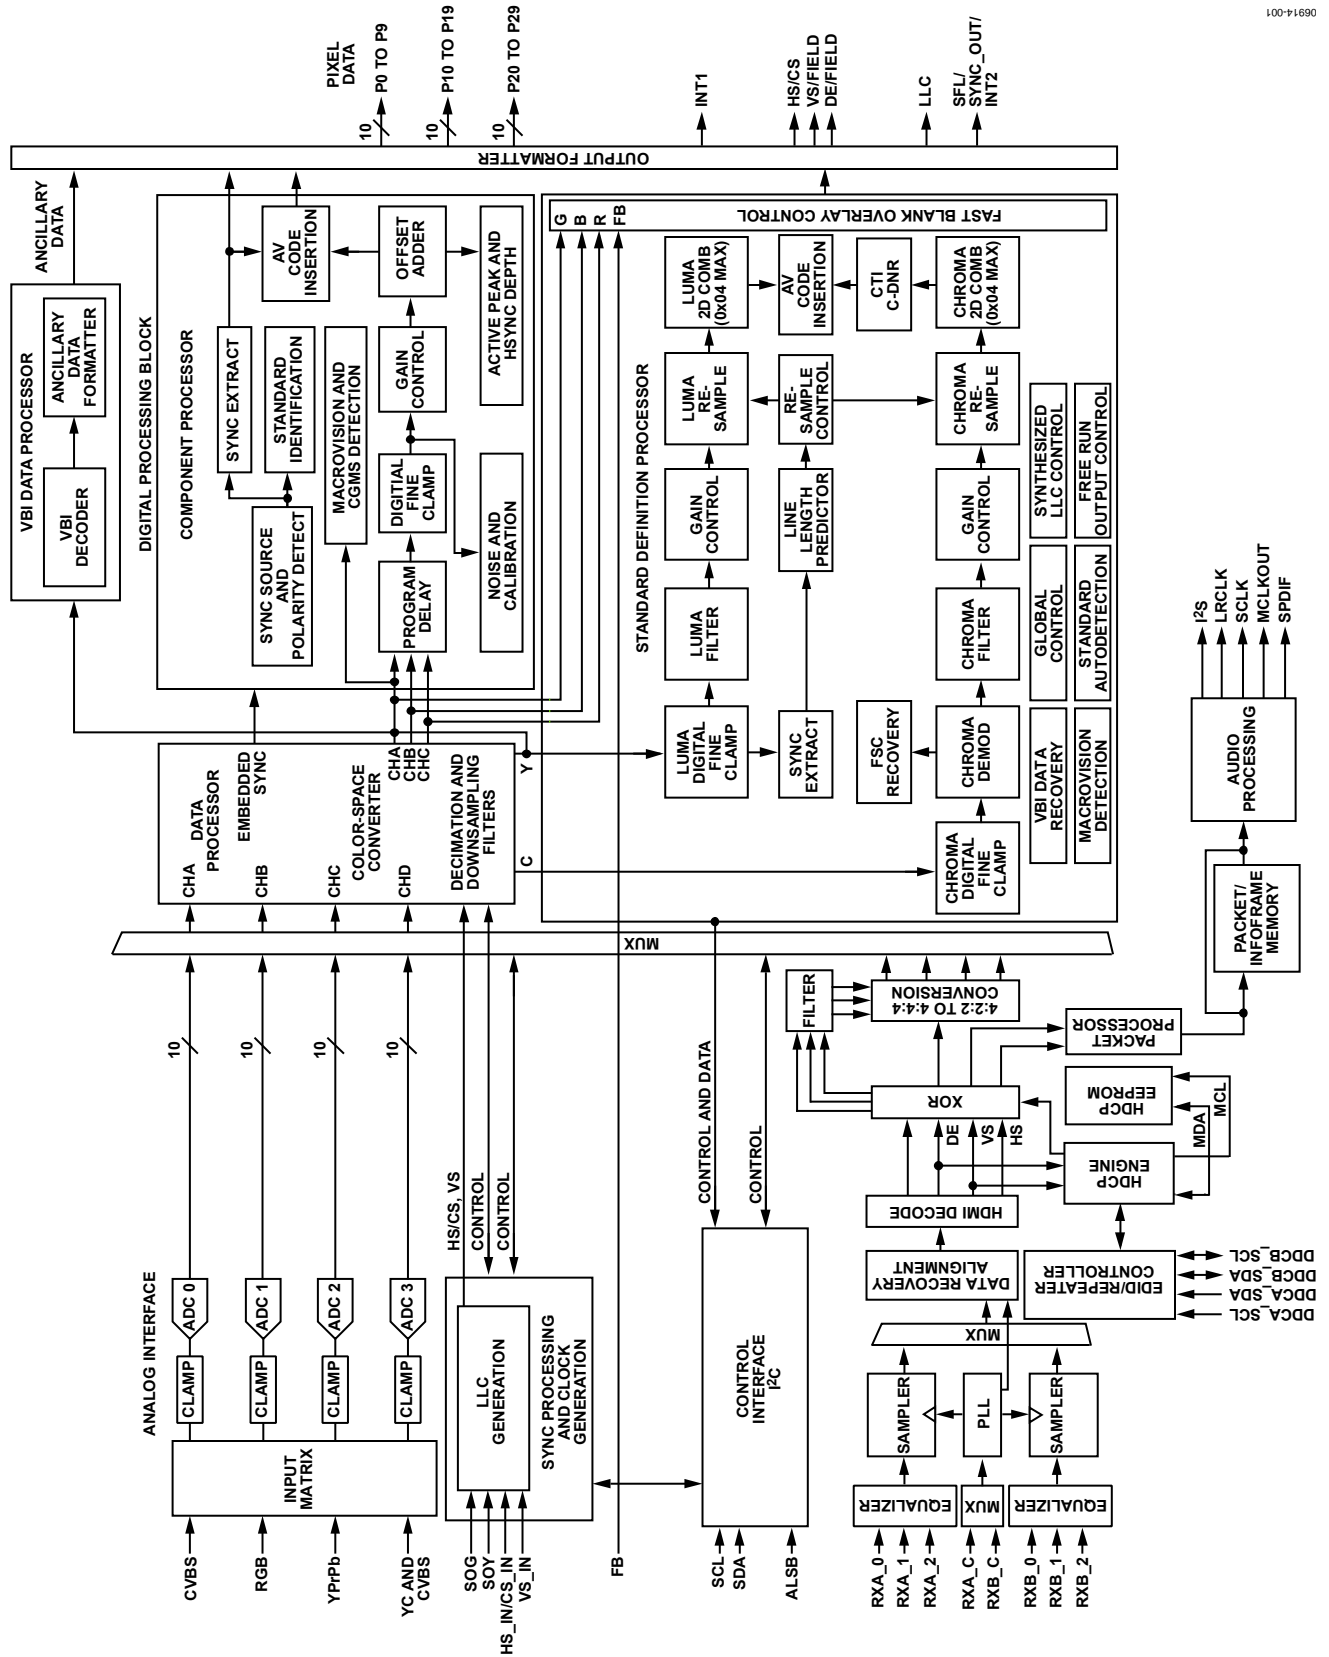 CVBS
RGB
YPrPb
YC AND
CVBS
SOG
SOY
HS_IN/CS_IN
VS_IN
FB
SCL
SDA
ALSB
RXA_0
RXA_1
RXA_2
RXA_C
RXB_C
RXB_0
RXB_1
RXB_2
ANALOG INTERFACE
INPUT
MATRIX
CLAMP
ADC 0
10
CLAMP
ADC 1
10
CLAMP
ADC 2
10
CLAMP
ADC 3
10
LLC
GENERATION
SYNC PROCESSING
AND CLOCK
GENERATION
HS/CS, VS
CONTROL
CONTROL
CONTROL
INTERFACE
I2C
CONTROL AND DATA
CONTROL
EQUALIZER
MUX
EQUALIZER
SAMPLER
PLL
SAMPLER
MUX
DATA RECOVERY
ALIGNMENT
HDMI DECODE
DE
VS
HS
XOR
FILTER
4:2:2 TO 4:4:4
CONVERSION
EDID/REPEATER
CONTROLLER
DDCB_SCL
DDCB_SDA
DDCA_SDA
DDCA_SCL
HDCP
ENGINE
HDCP
EEPROM
MDA
MCL
PACKET
PROCESSOR
PACKET/
INFOFRAME
MEMORY
AUDIO
PROCESSING
I2S
LRCLK
SCLK
MCLKOUT
SPDIF
MUX
CHA
CHB
CHC
CHD
DATA
PROCESSOR
EMBEDDED
SYNC
COLOR-SPACE
CONVERTER
CHA
CHB
CHC
DECIMATION AND
DOWNSAMPLING
FILTERS
C
Y
VBI DATA PROCESSOR
VBI
DECODER
ANCILLARY
DATA
FORMATTER
ANCILLARY
DATA
DIGITAL PROCESSING BLOCK
COMPONENT PROCESSOR
SYNC SOURCE
AND
POLARITY DETECT
SYNC EXTRACT
STANDARD
IDENTIFICATION
MACROVISION AND
CGMS DETECTION
AV
CODE
INSERTION
PROGRAM
DELAY
DIGITIAL
FINE
CLAMP
GAIN
CONTROL
OFFSET
ADDER
NOISE AND
CALIBRATION
ACTIVE PEAK AND
HSYNC DEPTH
STANDARD DEFINITION PROCESSOR
G
B
R
FB
FAST BLANK OVERLAY CONTROL
LUMA
DIGITAL
FINE
CLAMP
LUMA
FILTER
GAIN
CONTROL
LUMA
RE-
SAMPLE
LUMA
2D COMB
(0x04 MAX)
SYNC
EXTRACT
LINE
LENGTH
PREDICTOR
RE-
SAMPLE
CONTROL
AV
CODE
INSERTION
FSC
RECOVERY
CTI
C-DNR
CHROMA
DIGITAL
FINE
CLAMP
CHROMA
DEMOD
CHROMA
FILTER
GAIN
CONTROL
CHROMA
RE-
SAMPLE
CHROMA
2D COMB
(0x04 MAX)
VBI DATA
RECOVERY
GLOBAL
CONTROL
SYNTHESIZED
LLC CONTROL
MACROVISION
DETECTION
STANDARD
AUTODETECTION
FREE RUN
OUTPUT CONTROL
OUTPUT FORMATTER
PIXEL
DATA
10
P0 TO P9
10
P10 TO P19
10
P20 TO P29
INT1
HS/CS
VS/FIELD
DE/FIELD
LLC
SFL/
SYNC_OUT/
INT2
06914-001